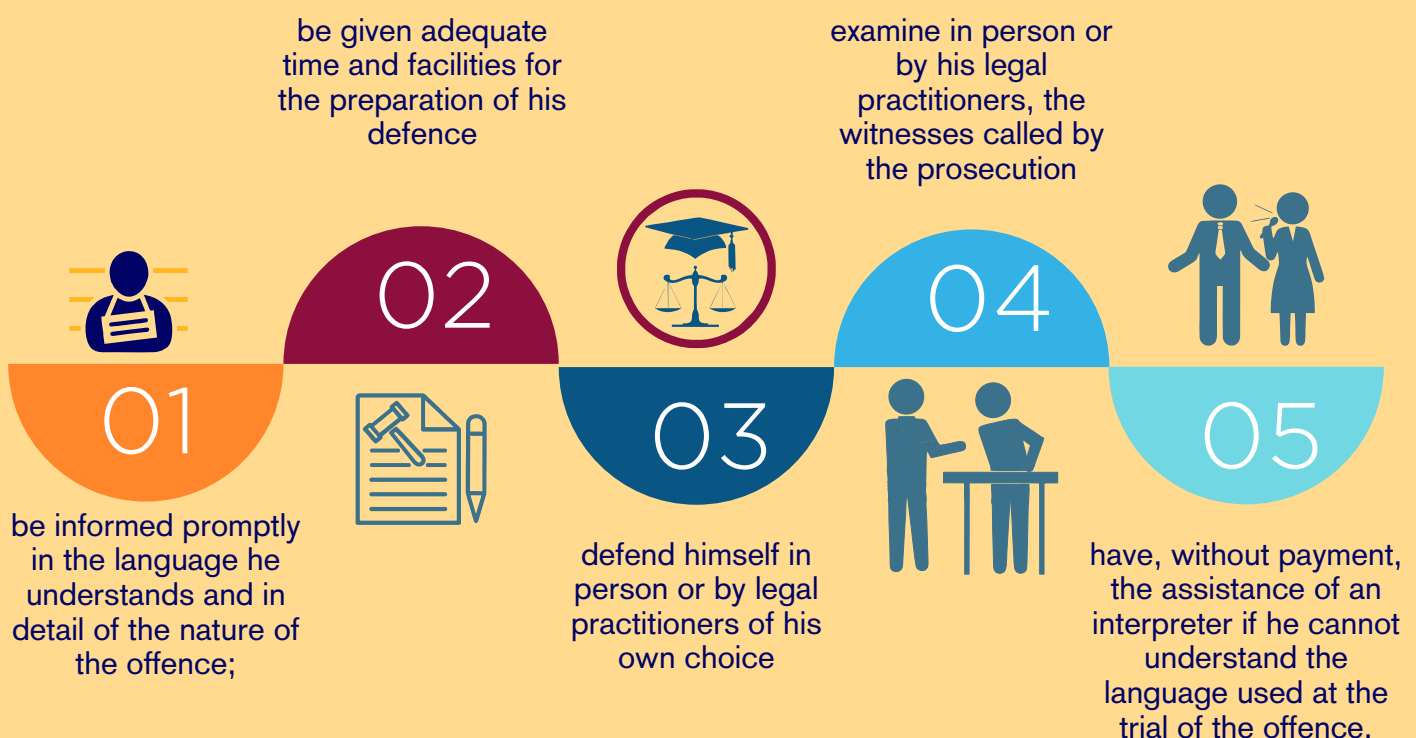 01
be informed promptly
in the language he
understands and in
detail of the nature of
the offence;
be given adequate
time and facilities for
the preparation of his
defence
02
03
defend himself in
person or by legal
practitioners of his
own choice
examine in person or
by his legal
practitioners, the
witnesses called by
the prosecution
04
05
have, without payment,
the assistance of an
interpreter if he cannot
understand the
language used at the
trial of the offence.